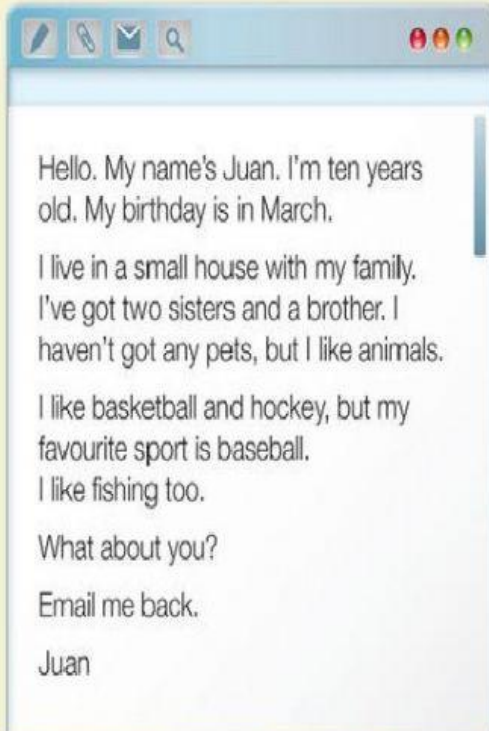 Hello. My name's Juan. I'm ten years
old. My birthday is in March.
I live in a small house with my family.
I've got two sisters and a brother. I
haven't got any pets, but I like animals.
I like basketball and hockey, but my
favourite sport is baseball.
I like fishing too.
What about you?
Email me back.
Juan